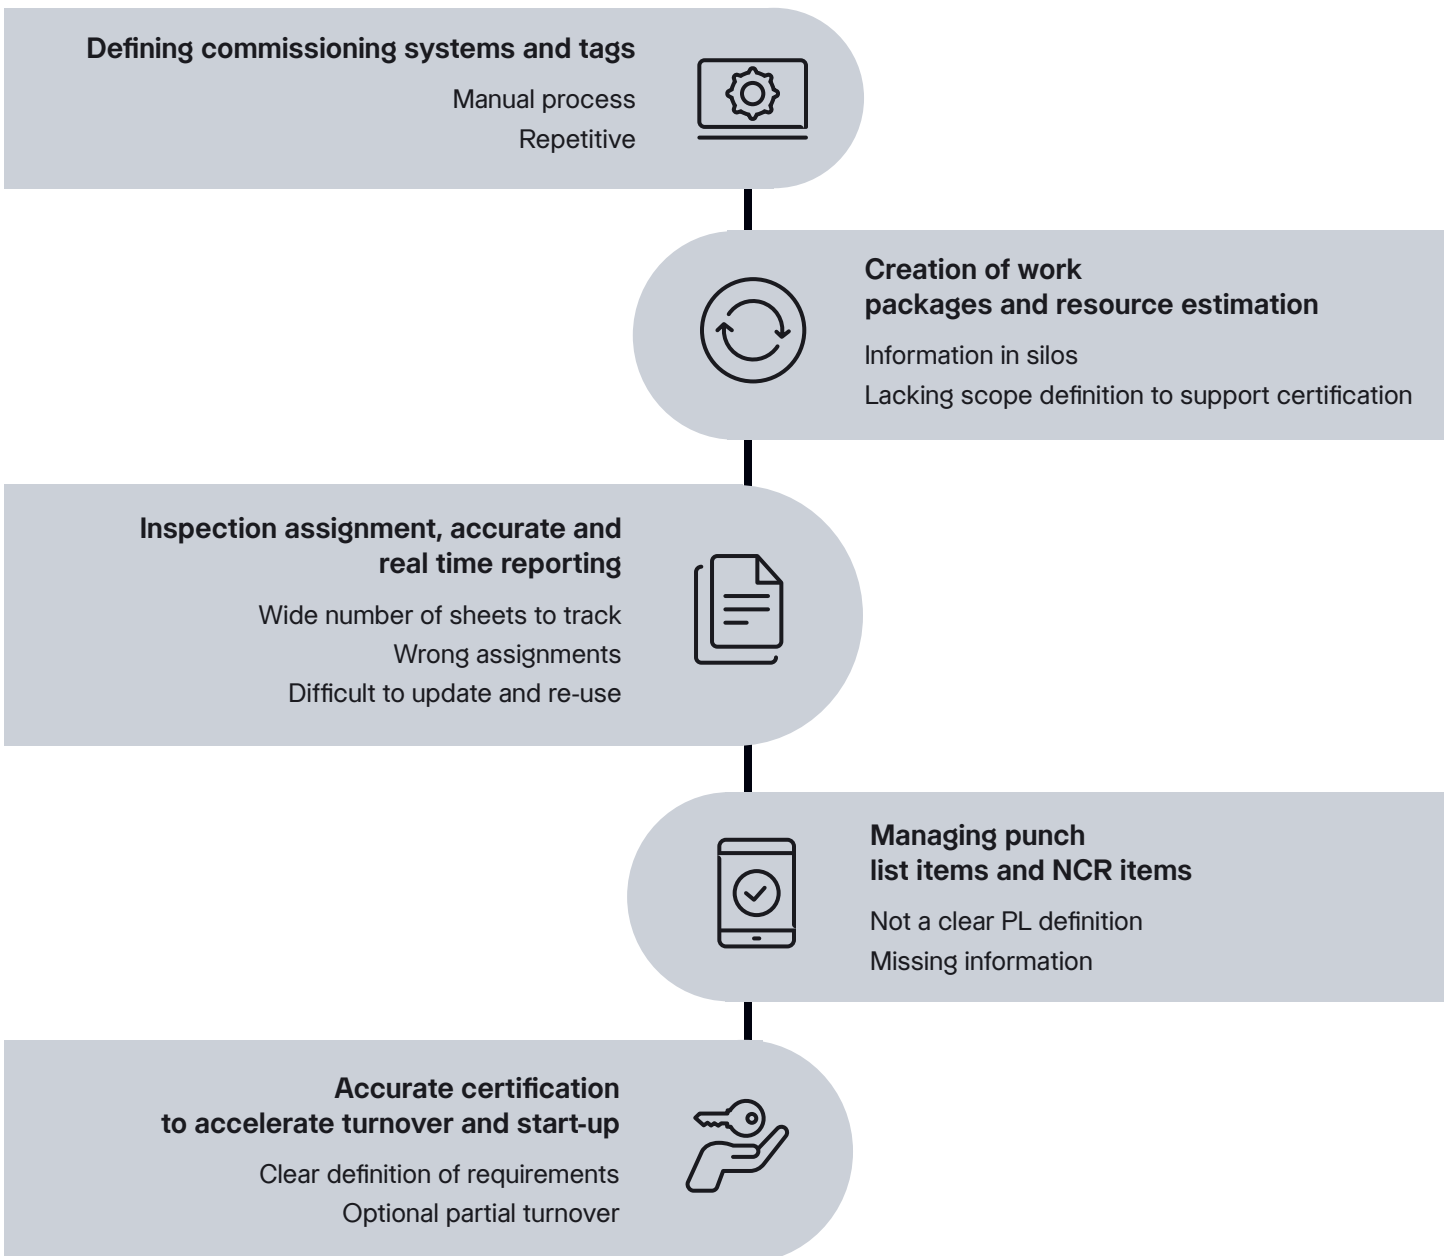 Defining commissioning systems and tags
Manual process
Repetitive
Creation of work
packages and resource estimation
Information in silos
Lacking scope definition to support certification
Inspection assignment, accurate and
real time reporting
Wide number of sheets to track
Wrong assignments
Difficult to update and re-use
Managing punch
list items and NCR items
Not a clear PL definition
Missing information
Accurate certification
to accelerate turnover and start-up
Clear definition of requirements
Optional partial turnover